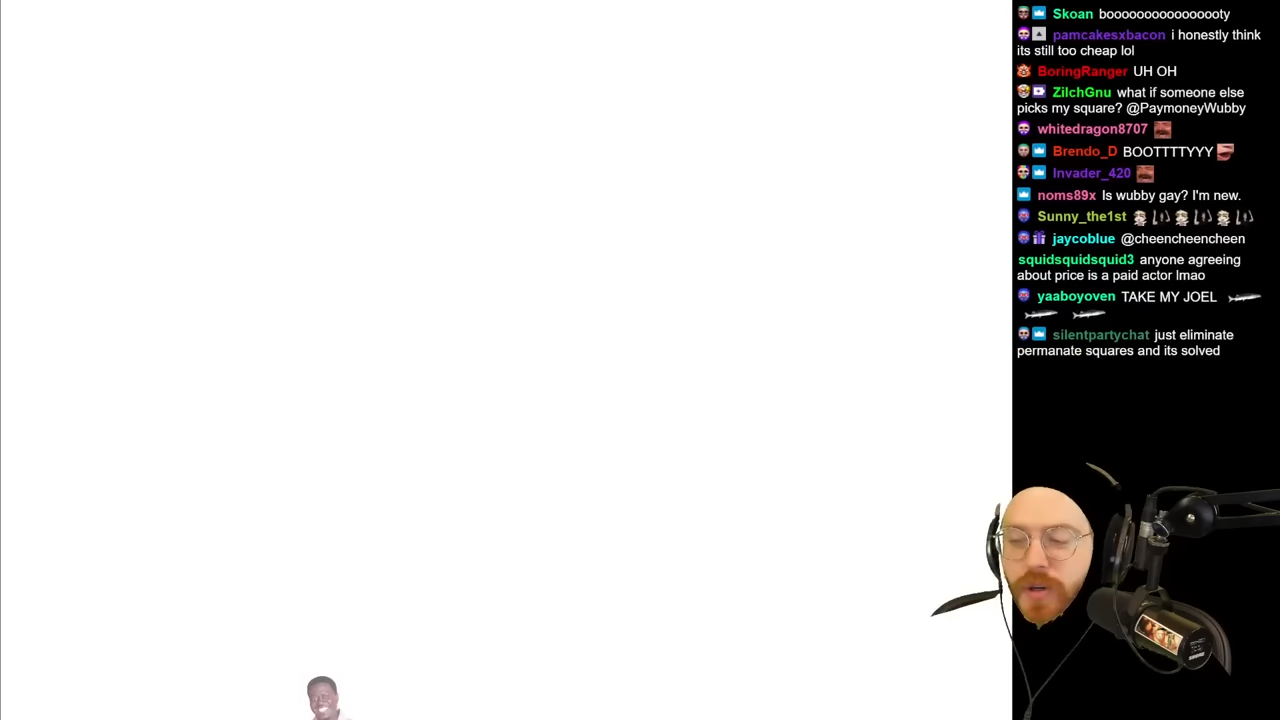 Skoan booooooooooooooty
pamcakesxbacon i honestly think
its still too cheap lol
BoringRanger UH OH
ZilchGnu what if someone else
picks my square? @PaymoneyWubby
whitedragon8707
Brendo_D BOOTTTTYYY
Invader_420
noms89x Is wubby gay? I'm new.
Sunny_the1st
jaycoblue @cheencheencheen
squidsquidsquid3 anyone agreeing
about price is a paid actor lmao
yaaboyoven TAKE MY JOEL
silentpartychat just eliminate
permanate squares and its solved